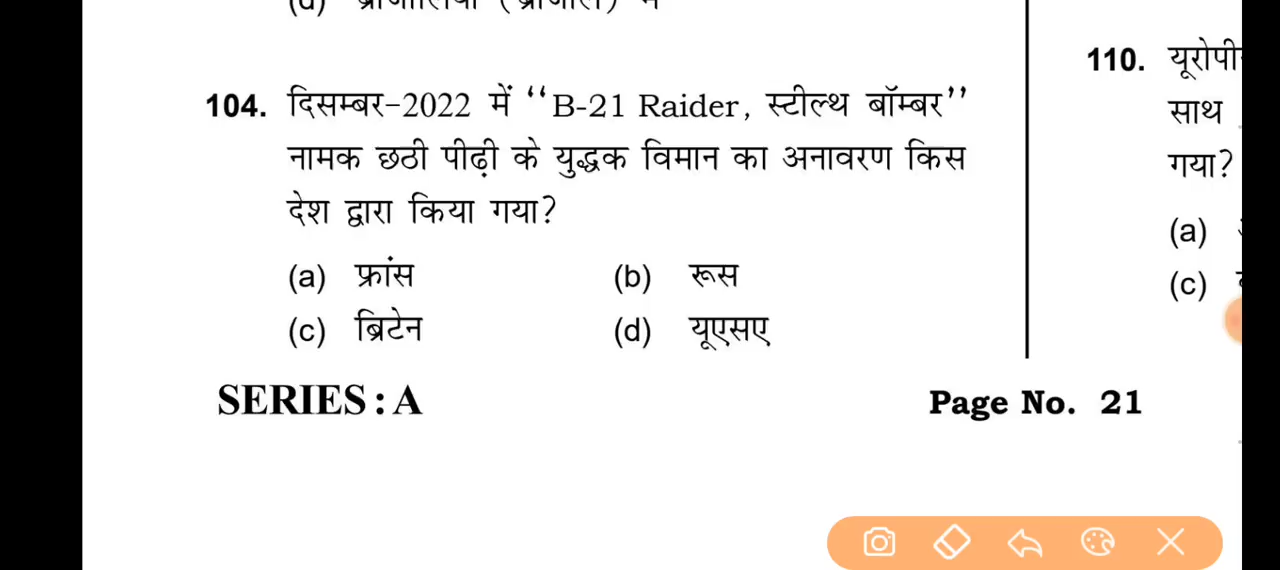 (d) ब्राजीलिया (ब्राजील) में
104. दिसम्बर-2022 में ‘‘B-21 Raider, स्टील्थ बॉम्बर’’
नामक छठी पीढ़ी के युद्धक विमान का अनावरण किस
देश द्वारा किया गया?
(a) फ्रांस (b) रूस
(c) ब्रिटेन (d) यूएसए
SERIES : A Page No. 21
110. यूरोपी
साथ
गया?
(a)
(c)